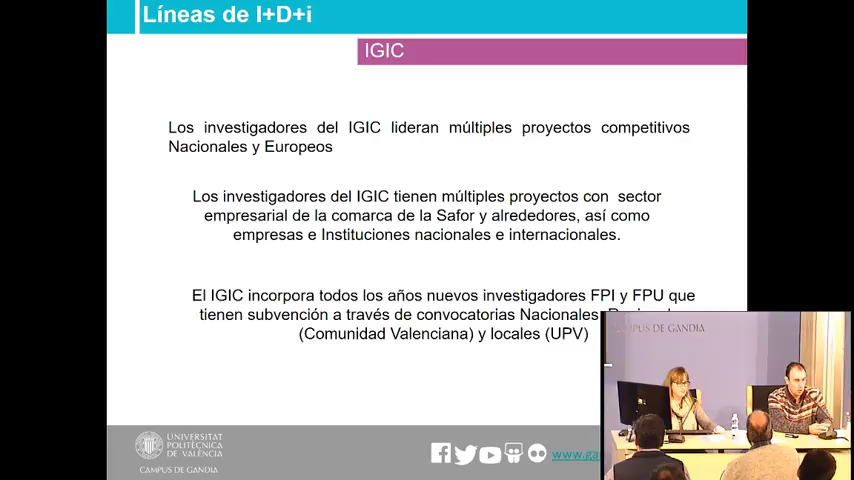 Líneas de I+D+i
IGIC
Los investigadores del IGIC lideran múltiples proyectos competitivos
Nacionales y Europeos
Los investigadores del IGIC tienen múltiples proyectos con sector
empresarial de la comarca de la Safor y alrededores, así como
empresas e Instituciones nacionales e internacionales.
El IGIC incorpora todos los años nuevos investigadores FPI y FPU que
tienen subvención a través de convocatorias Nacionales,
(Comunidad Valenciana) y locales (UPV)
CAMPUS DE GANDIA
UNIVERSITAT
POLITÈCNICA
DE VALÈNCIA
CAMPUS DE GANDIA